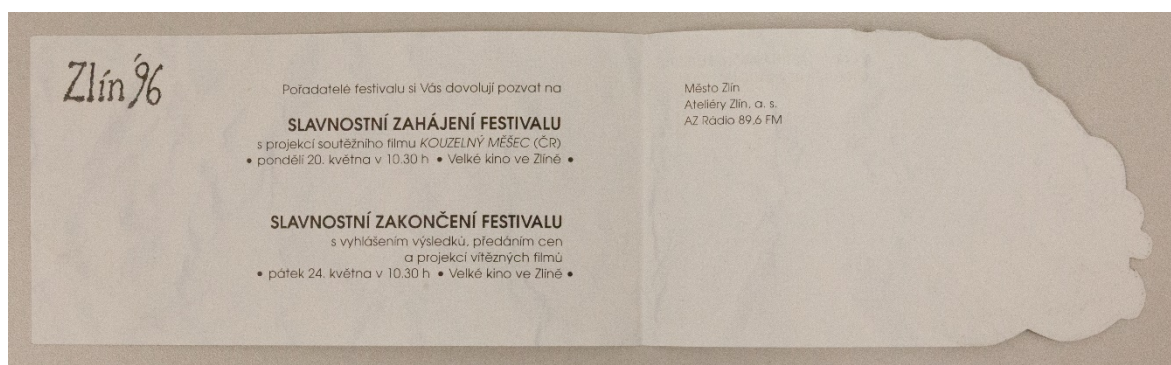 Zlín '96
Pořadatelé festivalu si Vás dovolují pozvat na
SLAVNOSTNÍ ZAHÁJENÍ FESTIVALU
s projekcí soutěžního filmu KOUZELNÝ MĚŠEC (ČR)
• pondělí 20. května v 10.30 h • Velké kino ve Zlíně •
SLAVNOSTNÍ ZAKONČENÍ FESTIVALU
s vyhlášením výsledků, předáním cen
a projekcí vítězných filmů
• pátek 24. května v 10.30 h • Velké kino ve Zlíně •
Město Zlín
Ateliéry Zlín, a. s.
AZ Rádio 89,6 FM